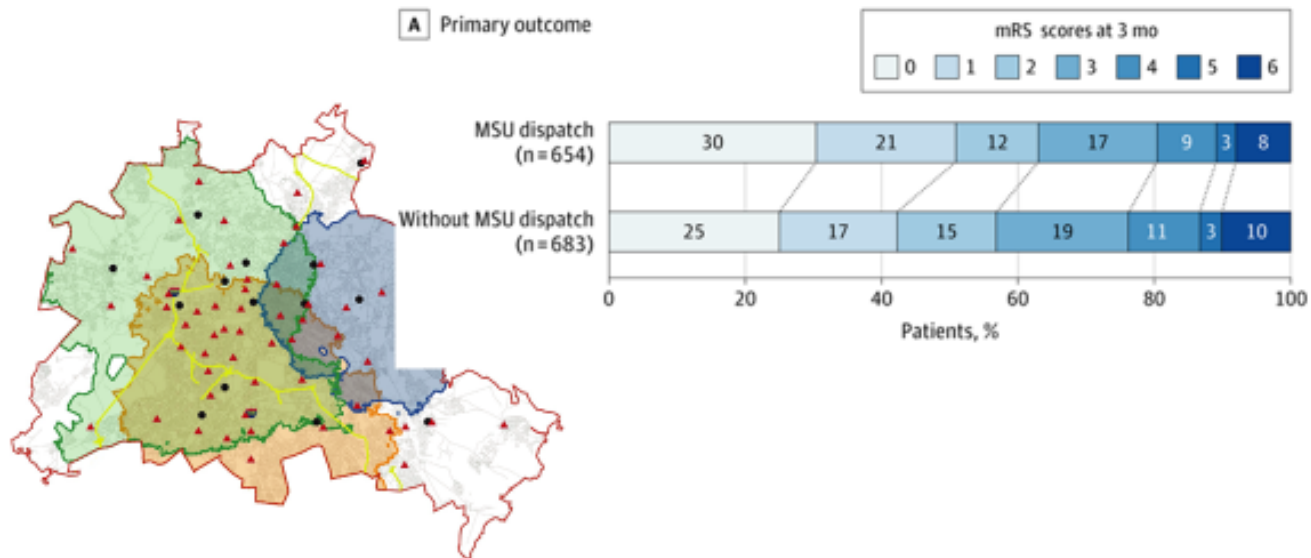 A Primary outcome
mRS scores at 3 mo
0 1 2 3 4 5 6
MSU dispatch
(n = 654)
30 21 12 17 9 3 8
Without MSU dispatch
(n = 683)
25 17 15 19 11 3 10
0 20 40 60 80 100
Patients, %